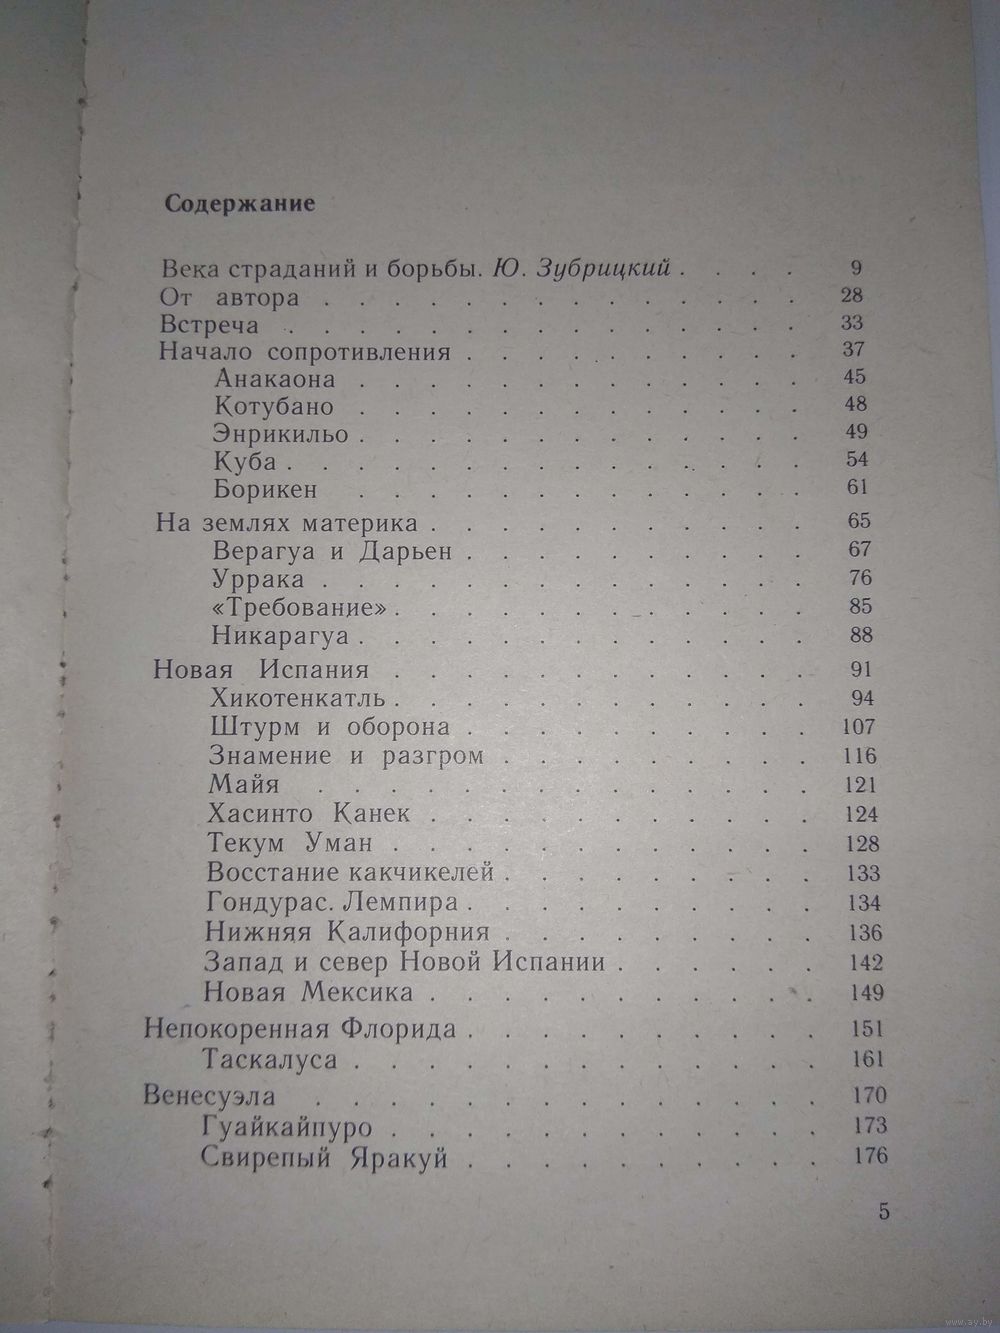 Содержание
Века страданий и борьбы. Ю. Зубрицкий . . . . 9
От автора . . . . . . . . . . . . . . 28
Встреча . . . . . . . . . . . . . . . 33
Начало сопротивления . . . . . . . . . . 37
Анакаона . . . . . . . . . . . . . 45
Котубано . . . . . . . . . . . . . 48
Энрикильо . . . . . . . . . . . . . 49
Куба . . . . . . . . . . . . . . . 54
Борикен . . . . . . . . . . . . . 61
На землях материка . . . . . . . . . . . 65
Верагуа и Дарьен . . . . . . . . . . 67
Уррака . . . . . . . . . . . . . . 76
«Требование» . . . . . . . . . . . . 85
Никарагуа . . . . . . . . . . . . . 88
Новая Испания . . . . . . . . . . . . 91
Хикотенкатль . . . . . . . . . . . . 94
Штурм и оборона . . . . . . . . . . 107
Знамение и разгром . . . . . . . . . 116
Майя . . . . . . . . . . . . . . 121
Хасинто Канек . . . . . . . . . . . 124
Текум Уман . . . . . . . . . . . . 128
Восстание какчикелей . . . . . . . . . 133
Гондурас. Лемпира . . . . . . . . . . 134
Нижняя Калифорния . . . . . . . . . 136
Запад и север Новой Испании . . . . . . 142
Новая Мексика . . . . . . . . . . . 149
Непокоренная Флорида . . . . . . . . . . 151
Таскалуса . . . . . . . . . . . . . 161
Венесуэла . . . . . . . . . . . . . . 170
Гуайкайпуро . . . . . . . . . . . . 173
Свирепый Яракуй . . . . . . . . . . 176
5
www.ay.by